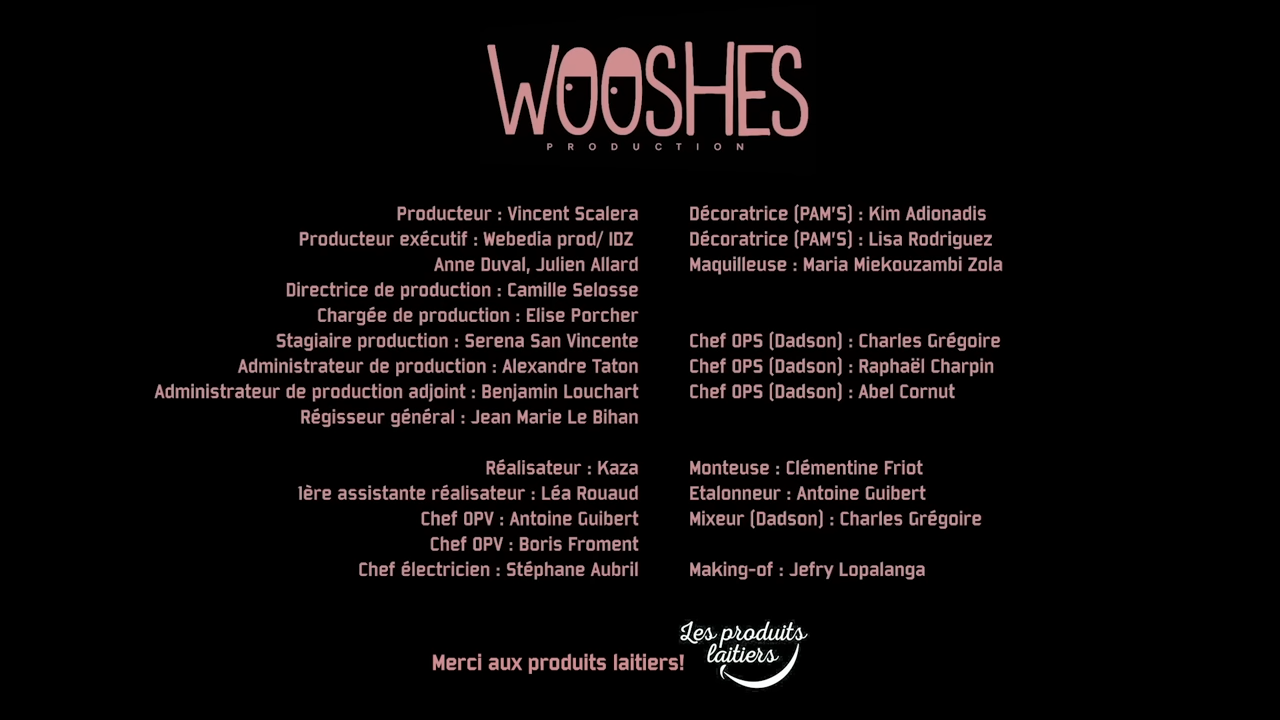 WOOSHES
PRODUCTION
Producteur : Vincent Scalera
Producteur exécutif : Webedia prod/ IDZ
Anne Duval, Julien Allard
Directrice de production : Camille Selosse
Chargée de production : Elise Porcher
Stagiaire production : Serena San Vincente
Administrateur de production : Alexandre Taton
Administrateur de production adjoint : Benjamin Louchart
Régisseur général : Jean Marie Le Bihan
Réalisateur : Kaza
1ère assistante réalisateur : Léa Rouaud
Chef OPV : Antoine Guibert
Chef OPV : Boris Froment
Chef électricien : Stéphane Aubril
Décoratrice (PAM'S) : Kim Adionadis
Décoratrice (PAM'S) : Lisa Rodriguez
Maquilleuse : Maria Miekouzambi Zola
Chef OPS (Dadson) : Charles Grégoire
Chef OPS (Dadson) : Raphaël Charpin
Chef OPS (Dadson) : Abel Cornut
Monteuse : Clémentine Friot
Etalonneur : Antoine Guibert
Mixeur (Dadson) : Charles Grégoire
Making-of : Jefry Lopalanga
Merci aux produits laitiers!
Les produits
laitiers